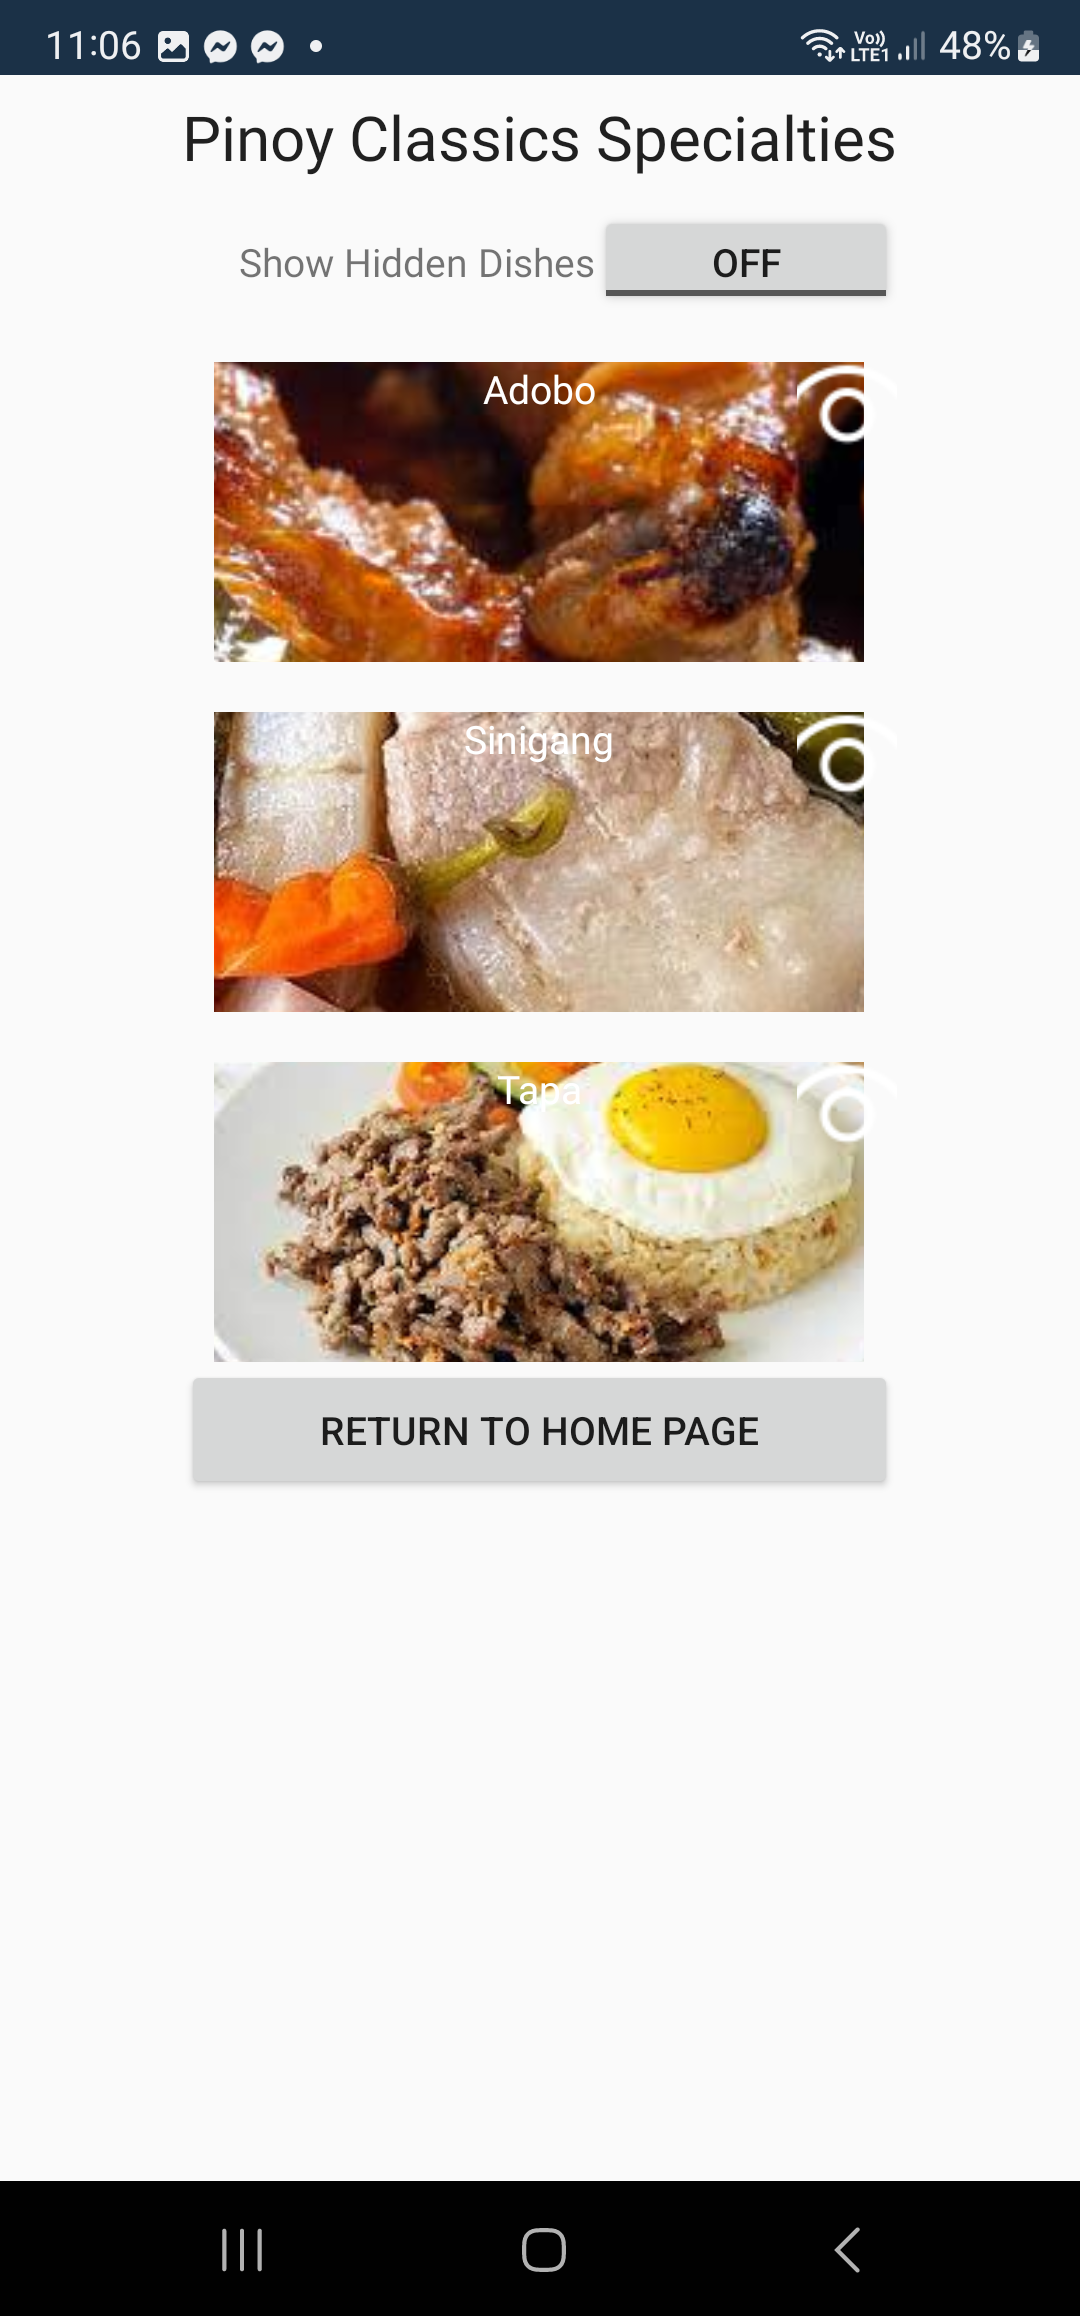 11:06 Vo)) LTE1 48%
Pinoy Classics Specialties
Show Hidden Dishes OFF
Adobo
Sinigang
Tapa
RETURN TO HOME PAGE